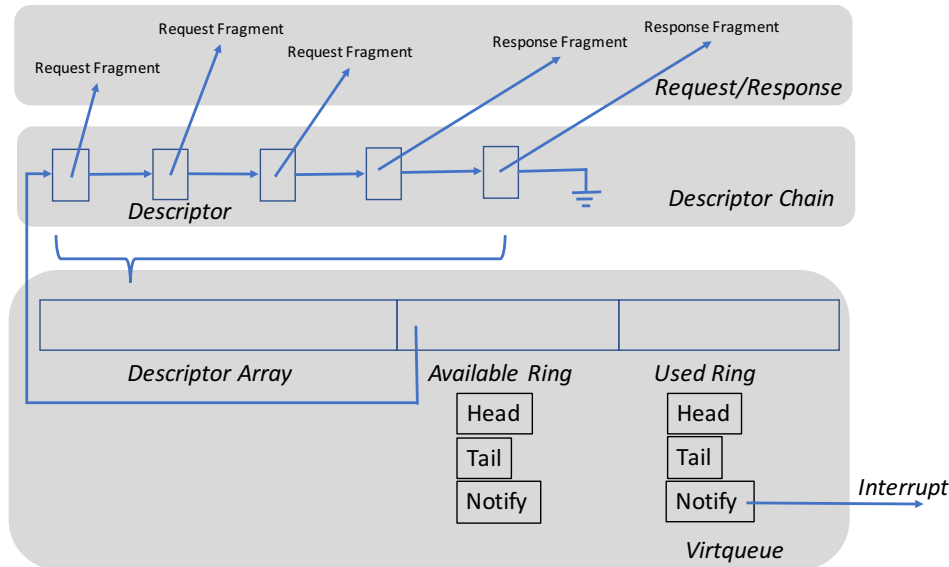 Request Fragment
Request Fragment
Request Fragment
Response Fragment
Response Fragment
Request/Response
Descriptor
Descriptor Chain
Descriptor Array
Available Ring
Used Ring
Head
Head
Tail
Tail
Notify
Notify
Interrupt
Virtqueue